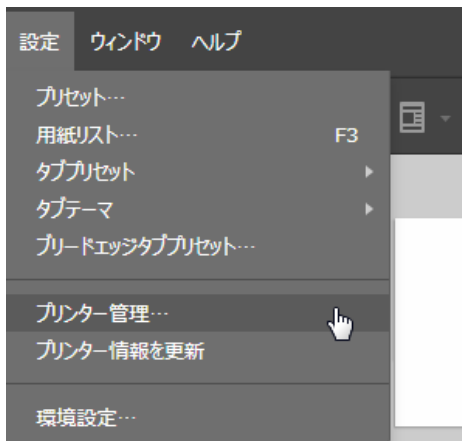 設定 ウィンドウ ヘルプ
プリセット…
用紙リスト… F3
タブプリセット
タブテーマ
ブリードエッジタブプリセット…
プリンター管理…
プリンター情報を更新
環境設定…